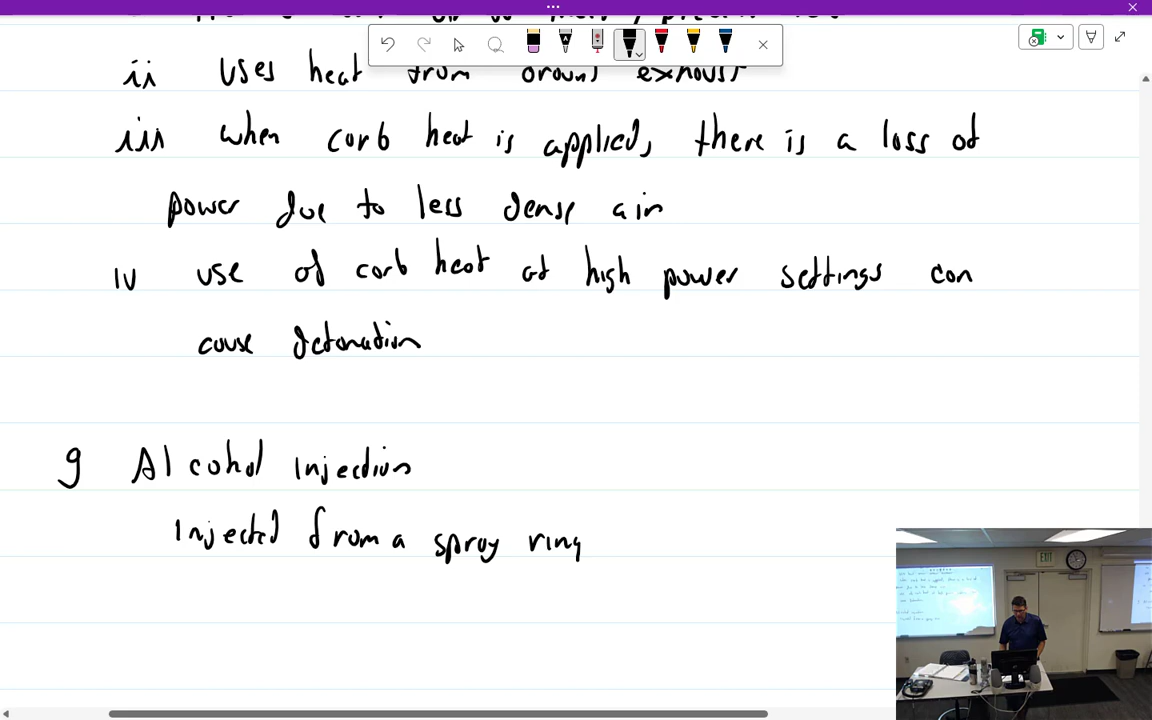 ii uses heat from around exhaust
iii when carb heat is applied, there is a loss of
power due to less dense air
iv use of carb heat at high power settings can
cause detonation
g Alcohol injection
injected from a spray ring
EXIT